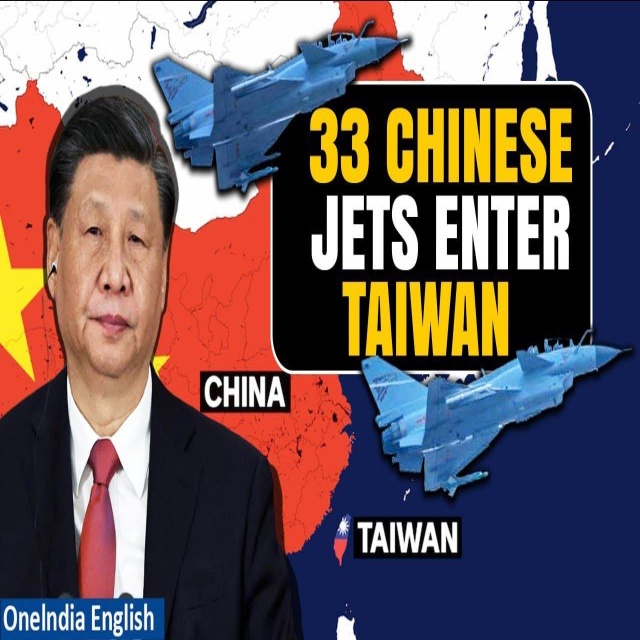 33 CHINESE
JETS ENTER
TAIWAN
CHINA
TAIWAN
OneIndia English